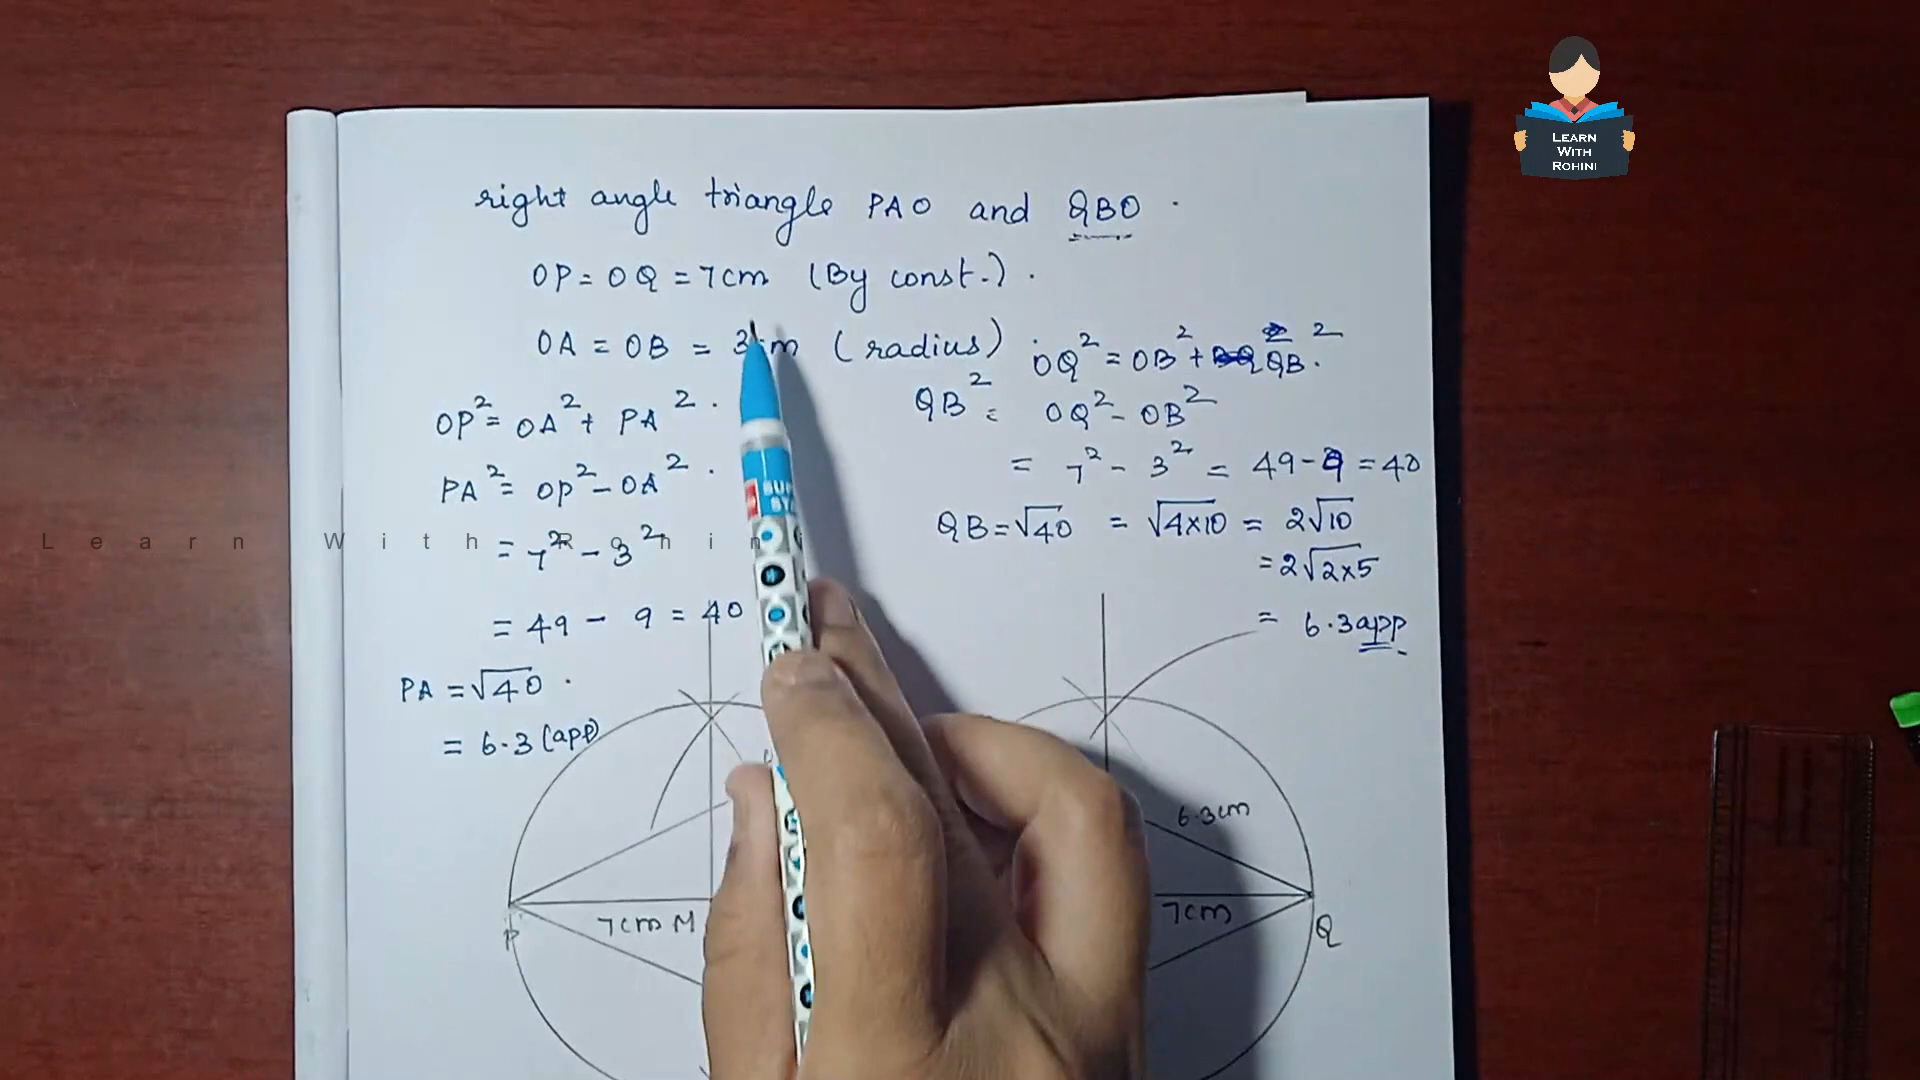 LEARN
WITH
ROHINI
right angle triangle PAO and QBO .
OP = OQ = 7cm (By const.) .
OA = OB = 3cm (radius)
OP² = OA² + PA² .
PA² = OP² - OA² .
= 7² - 3²
= 49 - 9 = 40
PA = √40 .
= 6.3 (app)
OQ² = OB² + QB² .
QB² = OQ² - OB²
= 7² - 3² = 49 - 9 = 40
QB = √40 = √4×10 = 2√10
= 2√2×5
= 6.3app
Learn With Rohini
6.3cm
7cm M
7cm
P
Q